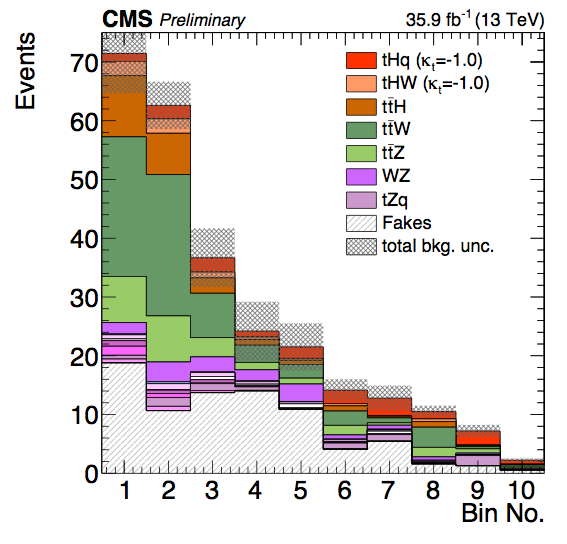 CMS Preliminary 35.9 fb⁻¹ (13 TeV)
Events
70
60
50
40
30
20
10
0
tHq (κₜ=-1.0)
tHW (κₜ=-1.0)
tt̄H
tt̄W
tt̄Z
WZ
tZq
Fakes
total bkg. unc.
1 2 3 4 5 6 7 8 9 10
Bin No.